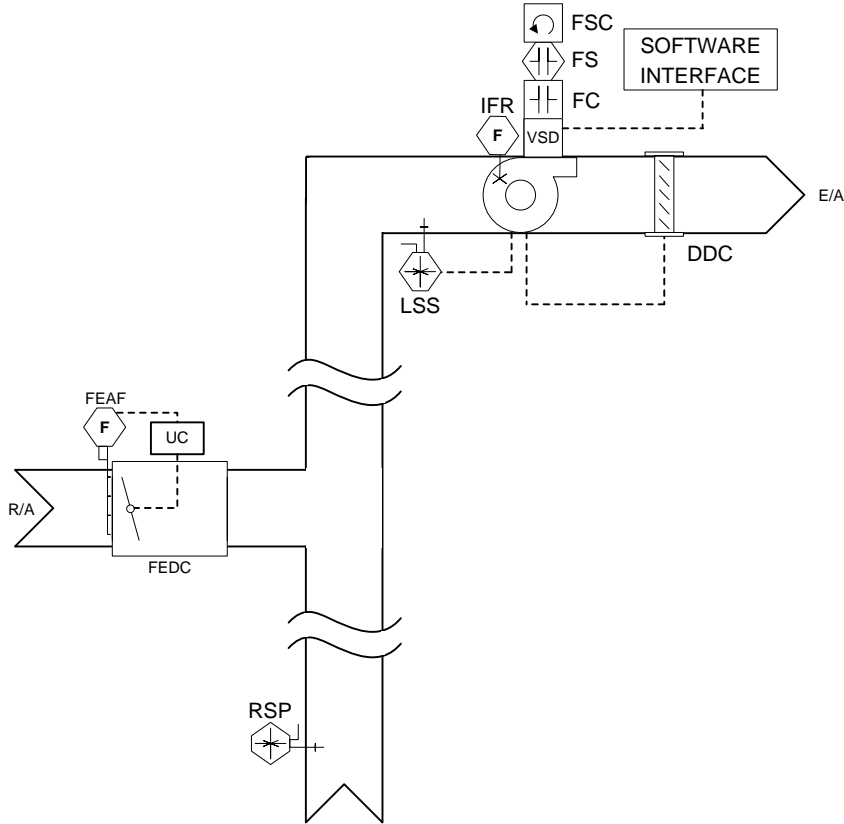 FSC
FS
FC
SOFTWARE
INTERFACE
IFR
F
VSD
E/A
DDC
LSS
FEAF
F
UC
R/A
FEDC
RSP